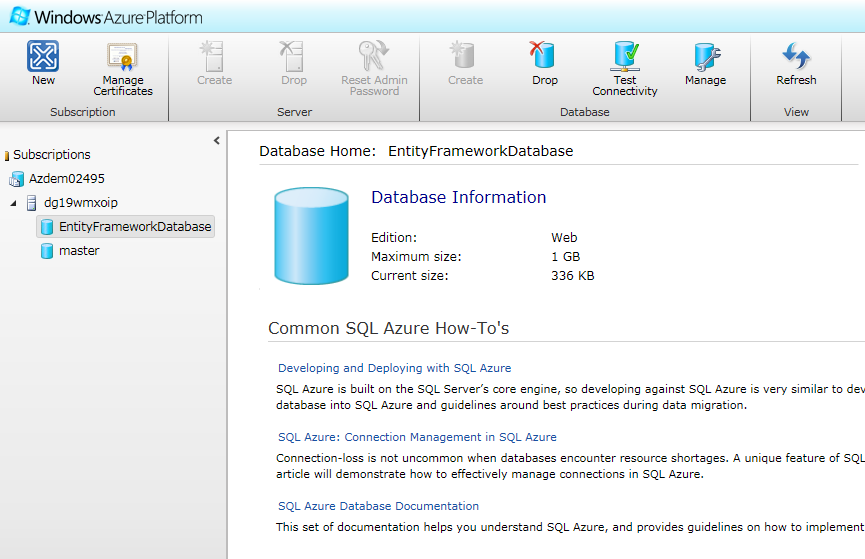 Windows Azure Platform
New
Manage
Certificates
Subscription
Create
Drop
Reset Admin
Password
Server
Create
Drop
Test
Connectivity
Manage
Database
Refresh
View
Subscriptions
Azdem02495
dg19wmxoip
EntityFrameworkDatabase
master
Database Home: EntityFrameworkDatabase
Database Information
Edition: Web
Maximum size: 1 GB
Current size: 336 KB
Common SQL Azure How-To's
Developing and Deploying with SQL Azure
SQL Azure is built on the SQL Server's core engine, so developing against SQL Azure is very similar to dev
database into SQL Azure and guidelines around best practices during data migration.
SQL Azure: Connection Management in SQL Azure
Connection-loss is not uncommon when databases encounter resource shortages. A unique feature of SQL
article will demonstrate how to effectively manage connections in SQL Azure.
SQL Azure Database Documentation
This set of documentation helps you understand SQL Azure, and provides guidelines on how to implement